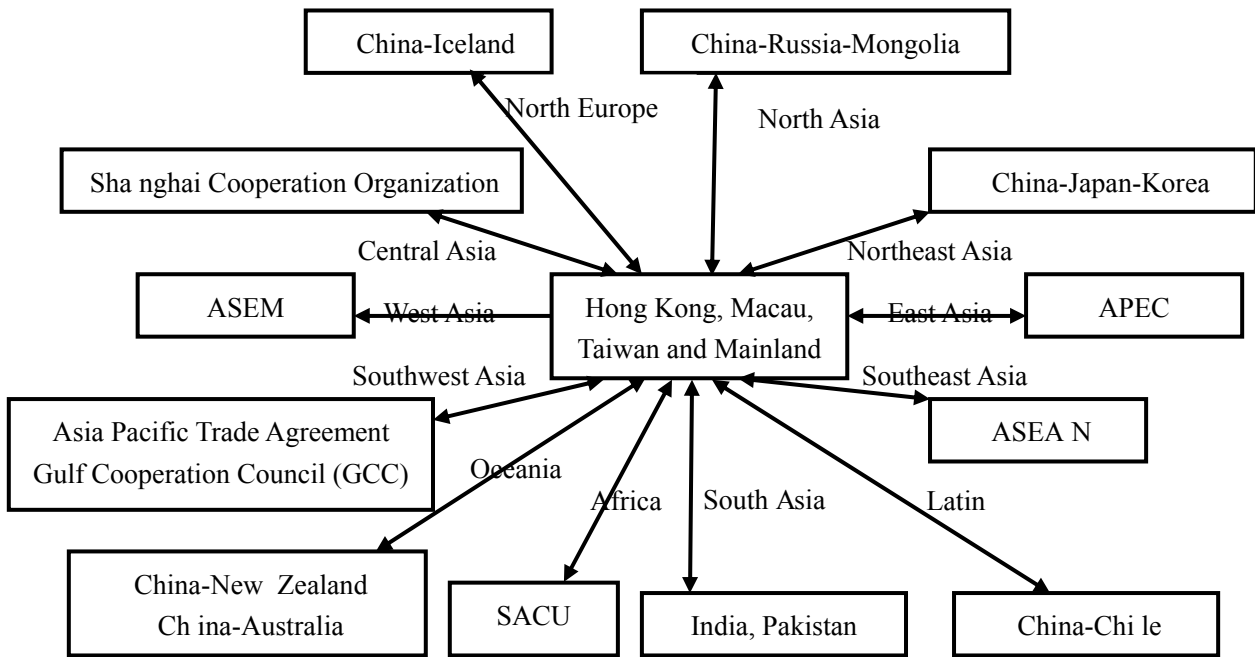 China-Iceland
China-Russia-Mongolia
North Europe
North Asia
Sha nghai Cooperation Organization
China-Japan-Korea
Central Asia
Northeast Asia
ASEM
West Asia
Hong Kong, Macau,
Taiwan and Mainland
East Asia
APEC
Southwest Asia
Southeast Asia
Asia Pacific Trade Agreement
Gulf Cooperation Council (GCC)
ASEA N
Oceania
Africa
South Asia
Latin
China-New Zealand
Ch ina-Australia
SACU
India, Pakistan
China-Chi le